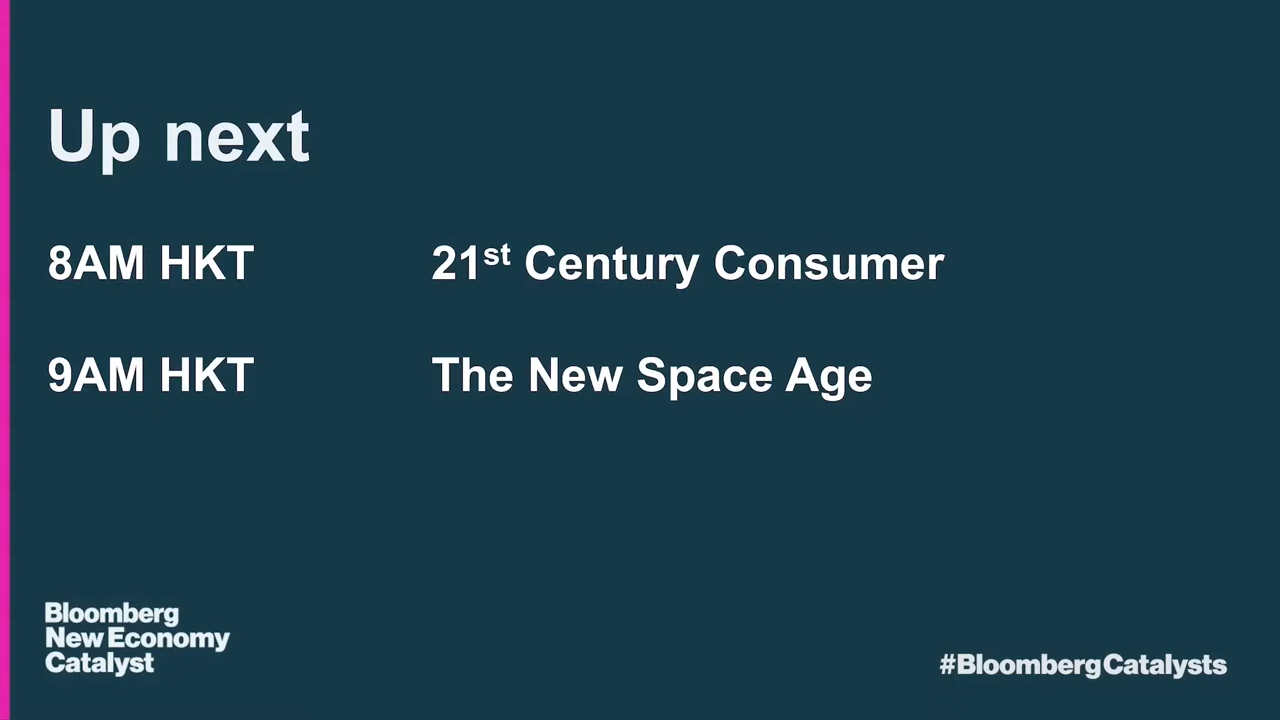 Up next
8AM HKT 21st Century Consumer
9AM HKT The New Space Age
Bloomberg
New Economy
Catalyst
#BloombergCatalysts